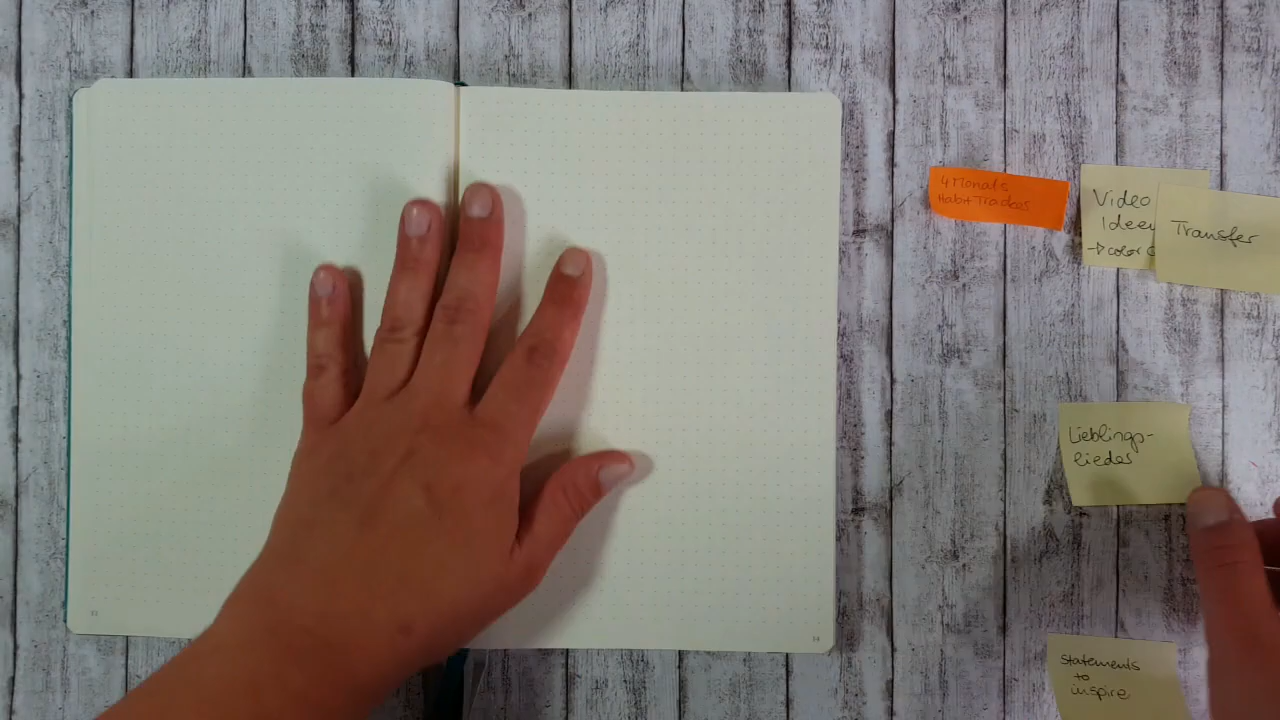 4 Monats
Habit Tracker
Video
Ideen
→ color
Transfer
Lieblings-
lieder
statements
to
inspire